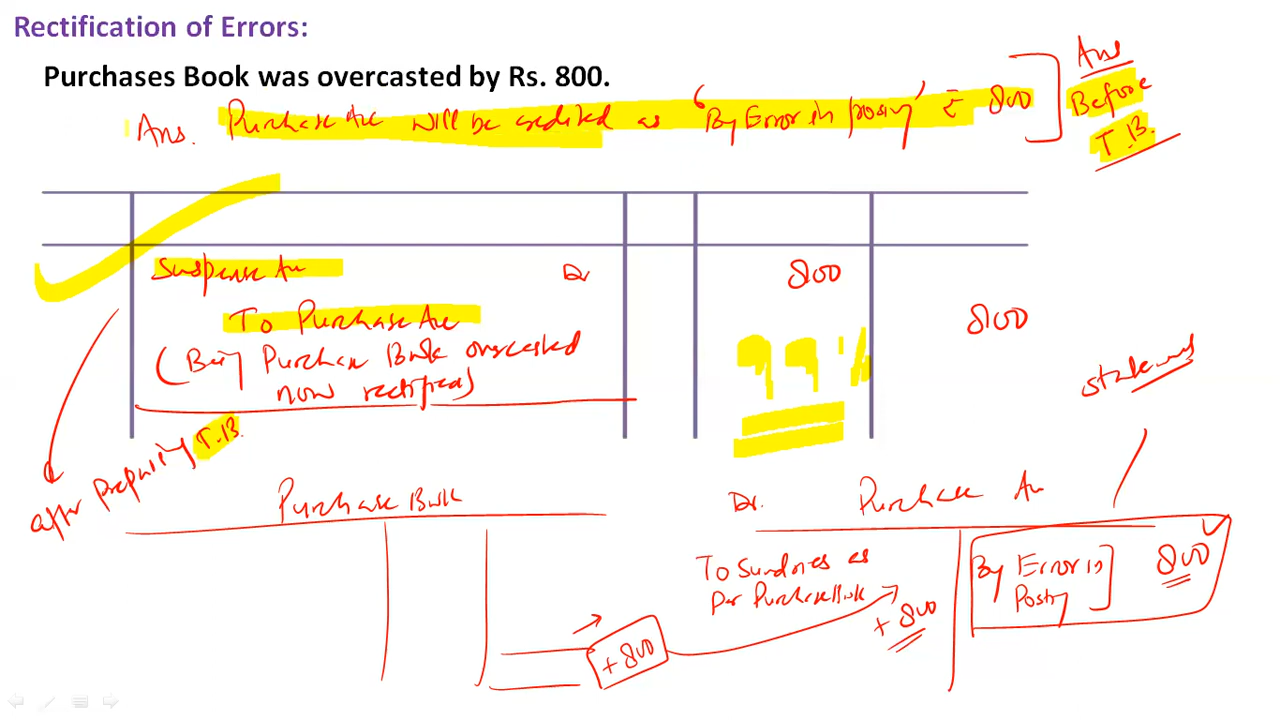 Rectification of Errors:
Purchases Book was overcasted by Rs. 800.
Ans. Purchase A/c will be credited as 'By Error in posting' ₹ 800
Ans
Before
T.B.
Suspense A/c Dr 800
To Purchase A/c 800
(Being Purchase Book overcasted
now rectified)
99%
after preparing T.B.
statement
Purchase Book
Dr. Purchase A/c
To Sundries as
per Purchase Book
+800
By Error in
Posting
800
+800